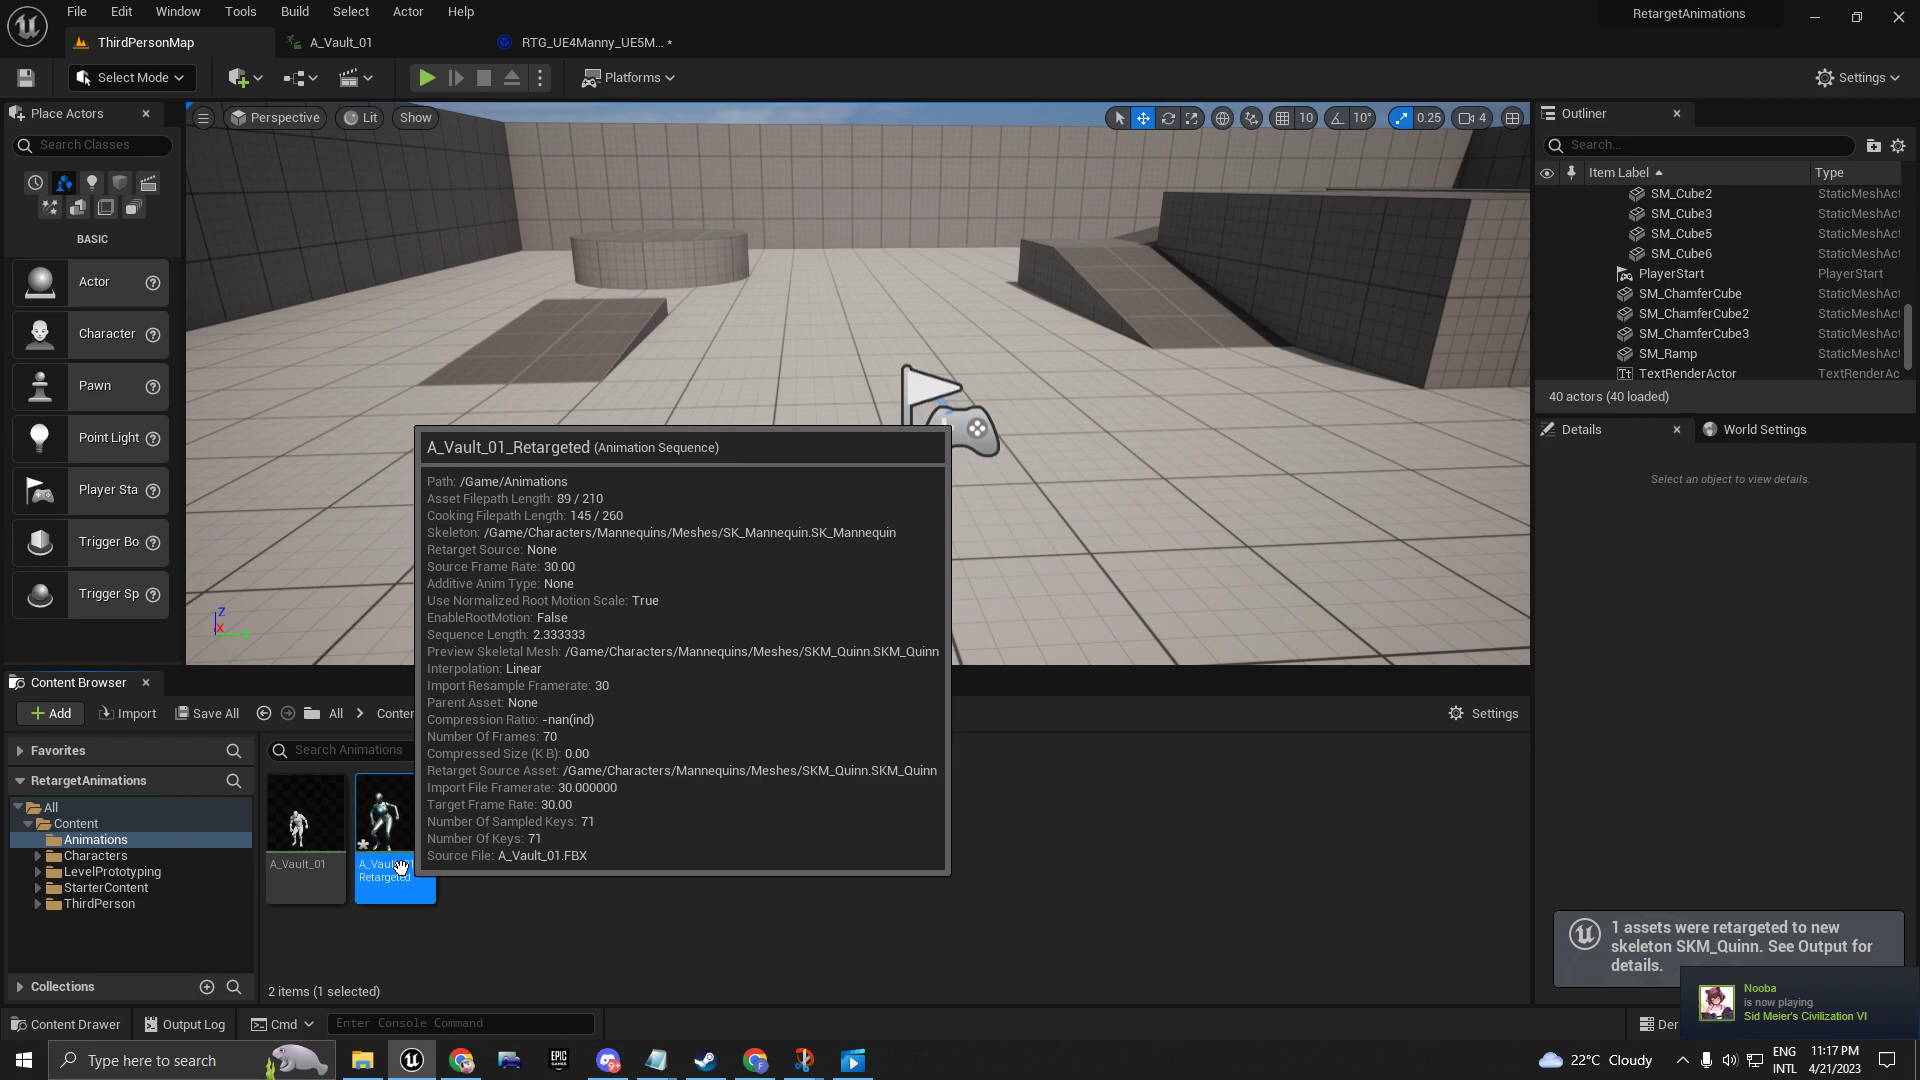 File Edit Window Tools Build Select Actor Help
RetargetAnimations
ThirdPersonMap
A_Vault_01
RTG_UE4Manny_UE5M... *
Select Mode
Platforms
Settings
Place Actors
Search Classes
BASIC
Actor
Character
Pawn
Point Light
Player Sta
Trigger Bo
Trigger Sp
Perspective
Lit
Show
10
10°
0.25
4
Z
X
Y
Outliner
Search...
Item Label
Type
SM_Cube2 StaticMeshAct
SM_Cube3 StaticMeshAct
SM_Cube5 StaticMeshAct
SM_Cube6 StaticMeshAct
PlayerStart PlayerStart
SM_ChamferCube StaticMeshAct
SM_ChamferCube2 StaticMeshAct
SM_ChamferCube3 StaticMeshAct
SM_Ramp StaticMeshAct
TextRenderActor TextRenderAc
40 actors (40 loaded)
Details
World Settings
Select an object to view details.
A_Vault_01_Retargeted (Animation Sequence)
Path: /Game/Animations
Asset Filepath Length: 89 / 210
Cooking Filepath Length: 145 / 260
Skeleton: /Game/Characters/Mannequins/Meshes/SK_Mannequin.SK_Mannequin
Retarget Source: None
Source Frame Rate: 30.00
Additive Anim Type: None
Use Normalized Root Motion Scale: True
EnableRootMotion: False
Sequence Length: 2.333333
Preview Skeletal Mesh: /Game/Characters/Mannequins/Meshes/SKM_Quinn.SKM_Quinn
Interpolation: Linear
Import Resample Framerate: 30
Parent Asset: None
Compression Ratio: -nan(ind)
Number Of Frames: 70
Compressed Size (K B): 0.00
Retarget Source Asset: /Game/Characters/Mannequins/Meshes/SKM_Quinn.SKM_Quinn
Import File Framerate: 30.000000
Target Frame Rate: 30.00
Number Of Sampled Keys: 71
Number Of Keys: 71
Source File: A_Vault_01.FBX
Content Browser
Add
Import
Save All
All
Conter
Settings
Favorites
RetargetAnimations
All
Content
Animations
Characters
LevelPrototyping
StarterContent
ThirdPerson
Collections
Search Animations
A_Vault_01
Retargeted
2 items (1 selected)
1 assets were retargeted to new
skeleton SKM_Quinn. See Output for
details.
Nooba
is now playing
Sid Meier's Civilization VI
Content Drawer
Output Log
Cmd
Enter Console Command
Der
Type here to search
EPIC
GAMES
9+
22°C Cloudy
ENG
INTL
11:17 PM
4/21/2023